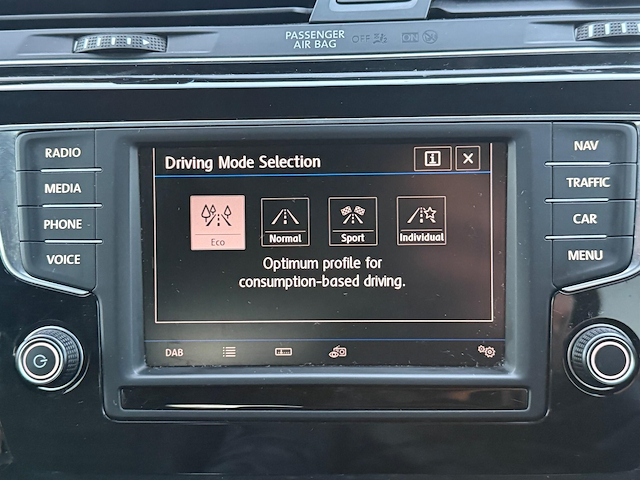 PASSENGER
AIR BAG
OFF
ON
RADIO
MEDIA
PHONE
VOICE
NAV
TRAFFIC
CAR
MENU
Driving Mode Selection
i
X
Eco
Normal
Sport
Individual
Optimum profile for
consumption-based driving.
DAB